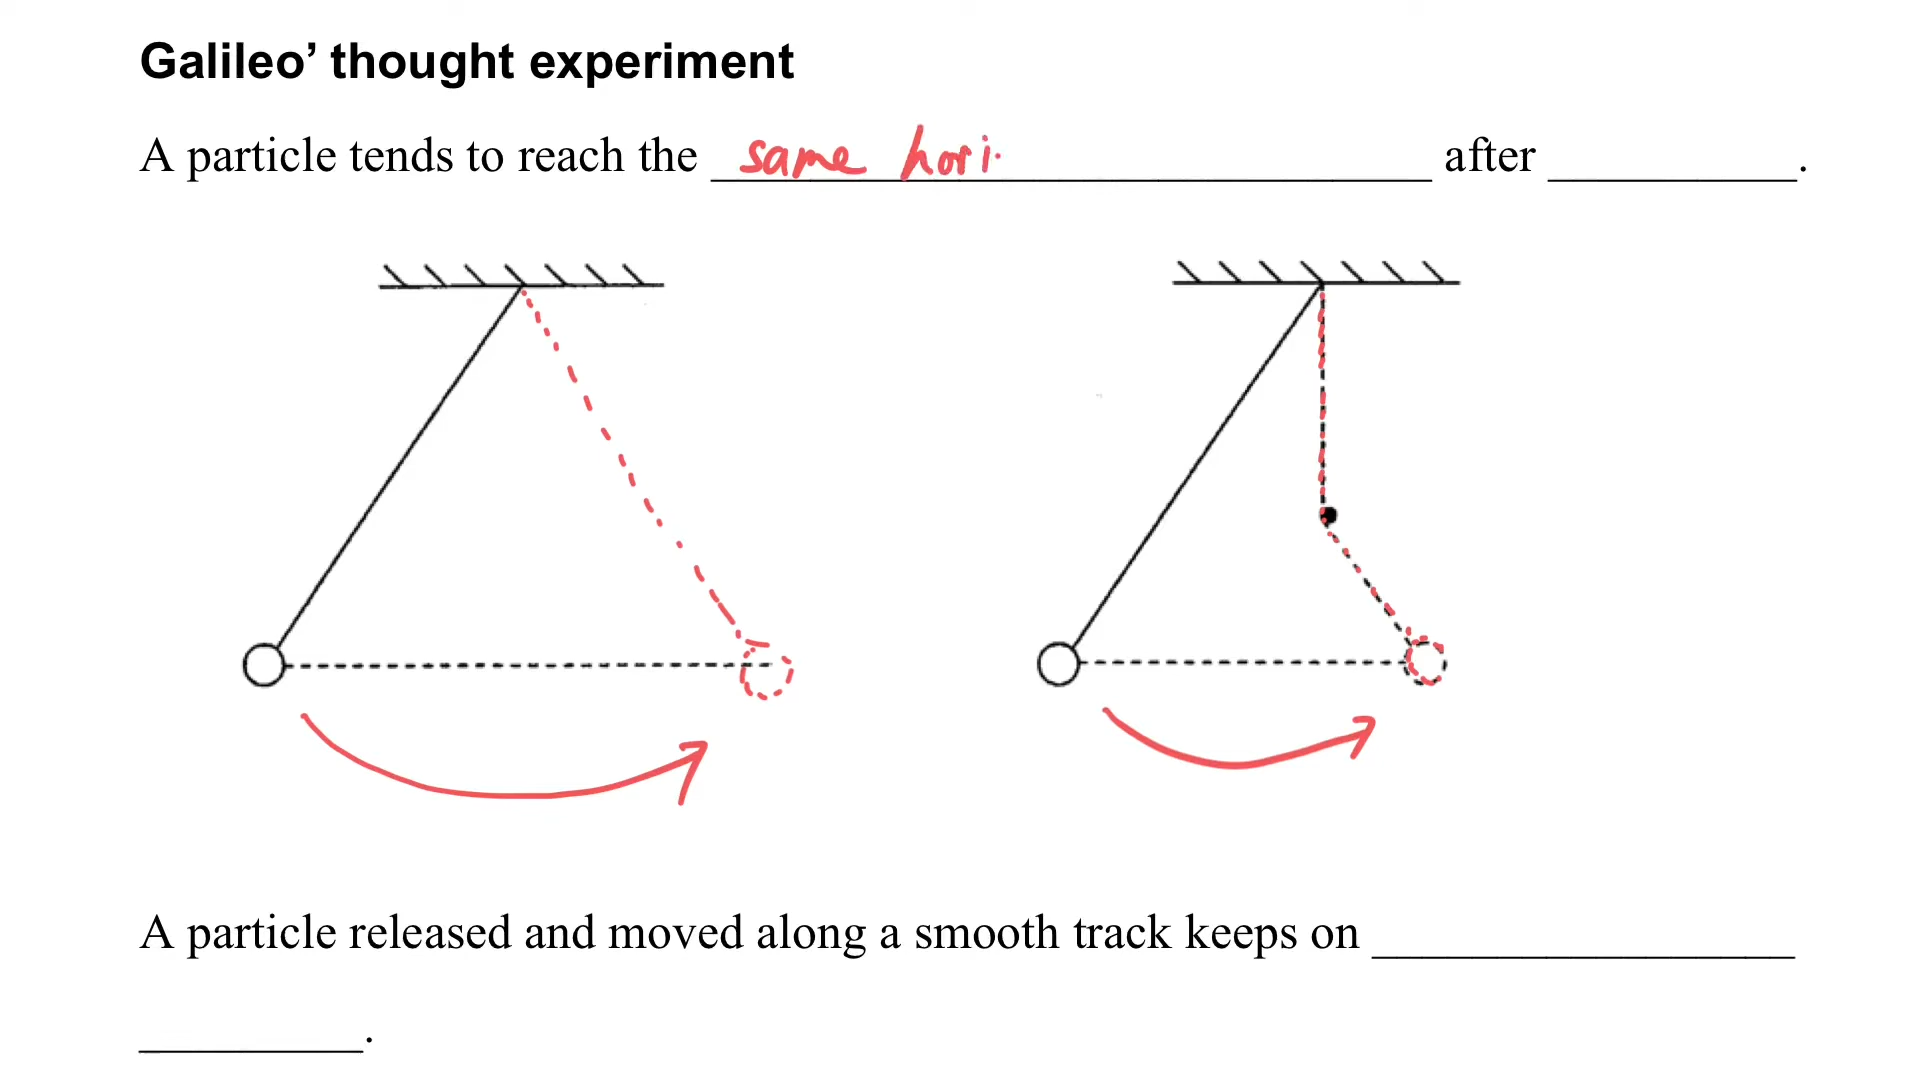 Galileo’ thought experiment
A particle tends to reach the same hori. after .
A particle released and moved along a smooth track keeps on
.